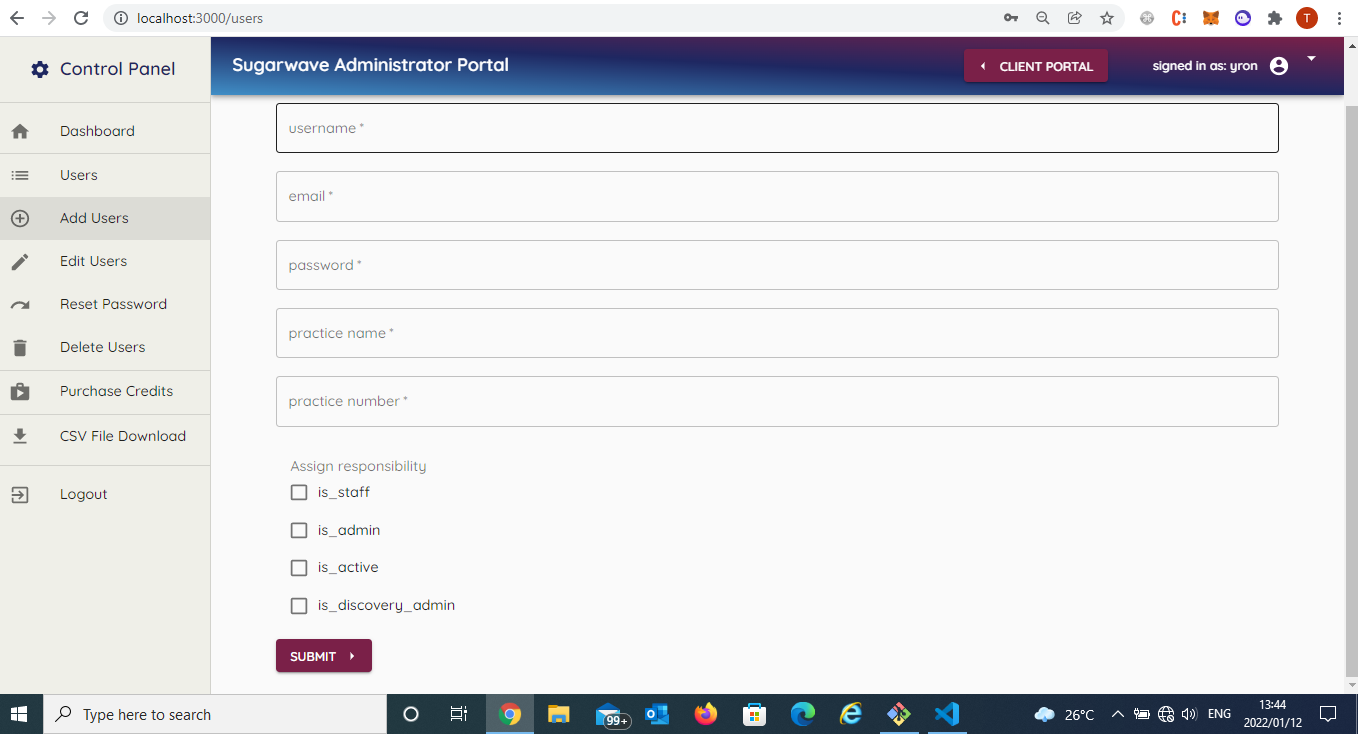 localhost:3000/users
T
Control Panel
Sugarwave Administrator Portal
CLIENT PORTAL
signed in as: yron
Dashboard
Users
Add Users
Edit Users
Reset Password
Delete Users
Purchase Credits
CSV File Download
Logout
username *
email *
password *
practice name *
practice number *
Assign responsibility
is_staff
is_admin
is_active
is_discovery_admin
SUBMIT
Type here to search
99+
26°C
ENG
13:44
2022/01/12